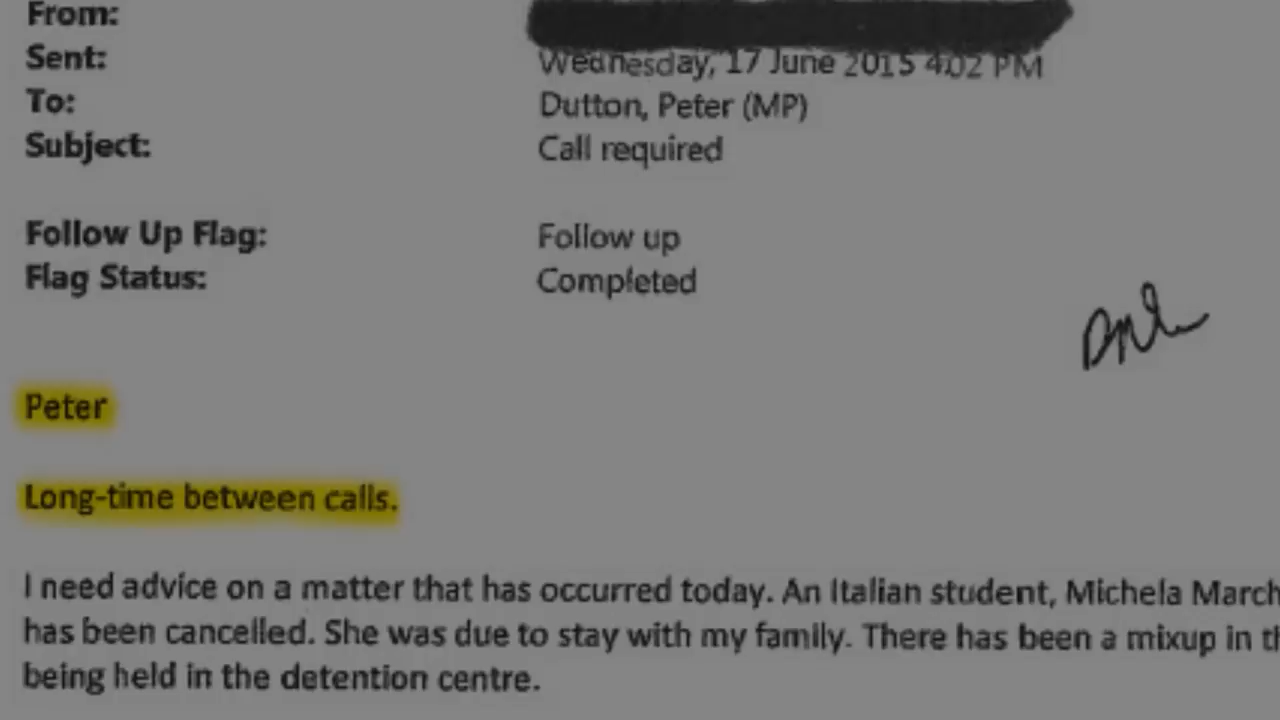 From:
Sent: Wednesday, 17 June 2015 4:02 PM
To: Dutton, Peter (MP)
Subject: Call required
Follow Up Flag: Follow up
Flag Status: Completed
Peter
Long-time between calls.
I need advice on a matter that has occurred today. An Italian student, Michela March
has been cancelled. She was due to stay with my family. There has been a mixup in th
being held in the detention centre.